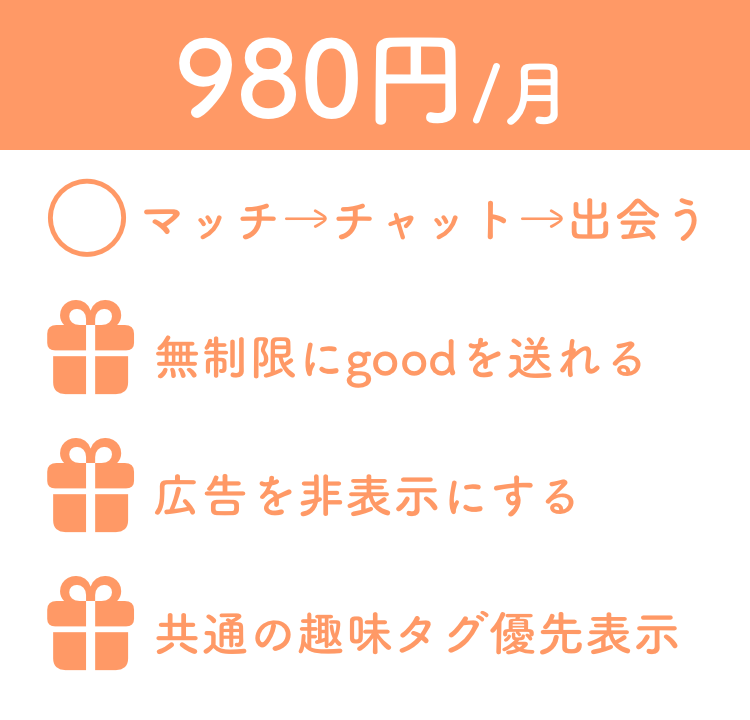 980円/月
マッチ→チャット→出会う
無制限にgoodを送れる
広告を非表示にする
共通の趣味タグ優先表示